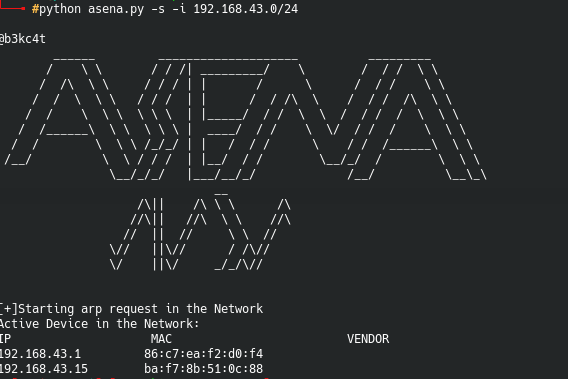 #python asena.py -s -i 192.168.43.0/24
@b3kc4t
ASENA
[+]Starting arp request in the Network
Active Device in the Network:
IP MAC VENDOR
192.168.43.1 86:c7:ea:f2:d0:f4
192.168.43.15 ba:f7:8b:51:0c:88